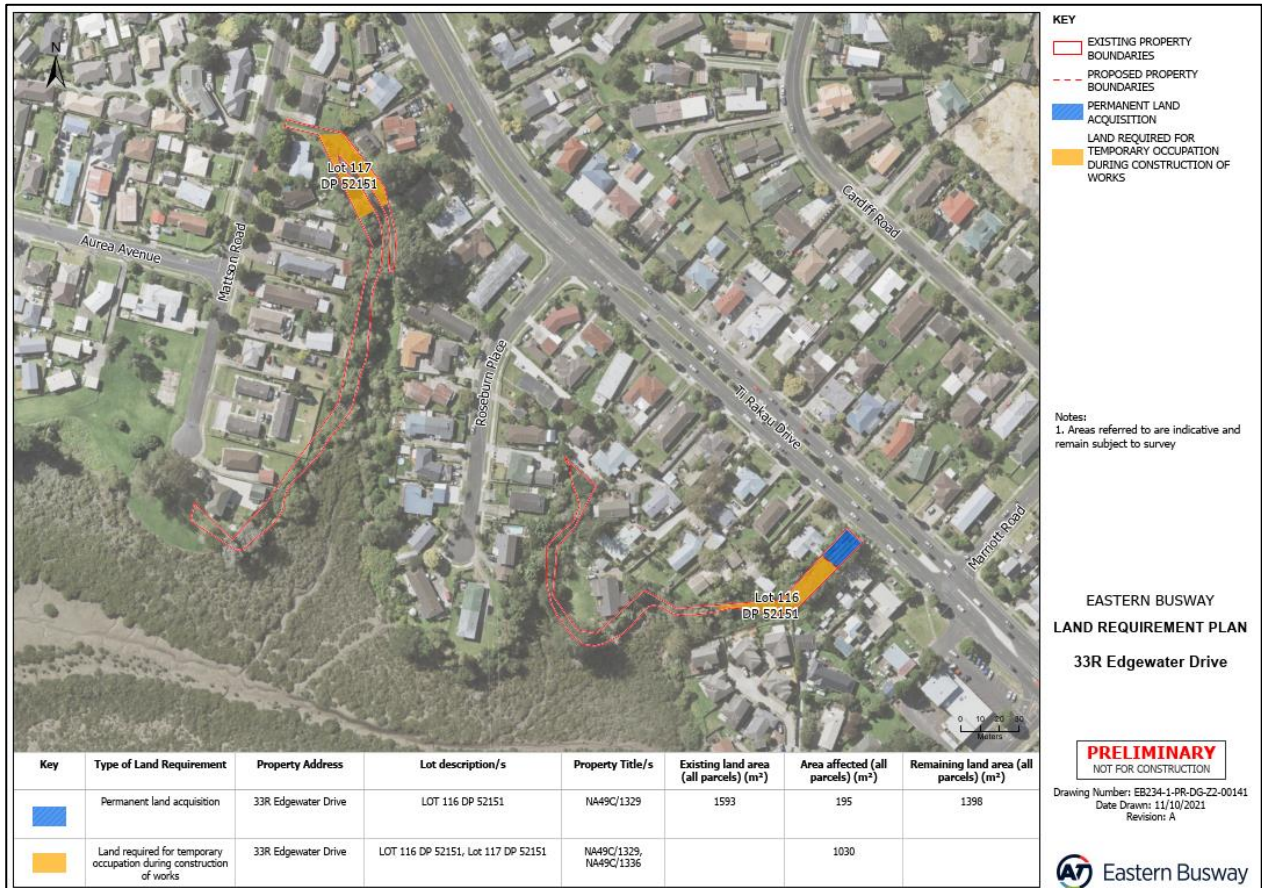 N
Lot 117
DP 52151
Aurea Avenue
Mattson Road
Roseburn Place
Cardiff Road
Ti Rakau Drive
Marriott Road
Lot 116
DP 52151
0 10 20 30
Meters
KEY
EXISTING PROPERTY
BOUNDARIES
PROPOSED PROPERTY
BOUNDARIES
PERMANENT LAND
ACQUISITION
LAND REQUIRED FOR
TEMPORARY OCCUPATION
DURING CONSTRUCTION OF
WORKS
Notes:
1. Areas referred to are indicative and
remain subject to survey
EASTERN BUSWAY
LAND REQUIREMENT PLAN
33R Edgewater Drive
PRELIMINARY
NOT FOR CONSTRUCTION
Drawing Number: EB234-1-PR-DG-Z2-00141
Date Drawn: 11/10/2021
Revision: A
AT Eastern Busway
Key Type of Land Requirement Property Address Lot description/s Property Title/s Existing land area (all parcels) (m²) Area affected (all parcels) (m²) Remaining land area (all parcels) (m²)
Permanent land acquisition 33R Edgewater Drive LOT 116 DP 52151 NA49C/1329 1593 195 1398
Land required for temporary occupation during construction of works 33R Edgewater Drive LOT 116 DP 52151, Lot 117 DP 52151 NA49C/1329, NA49C/1336 1030